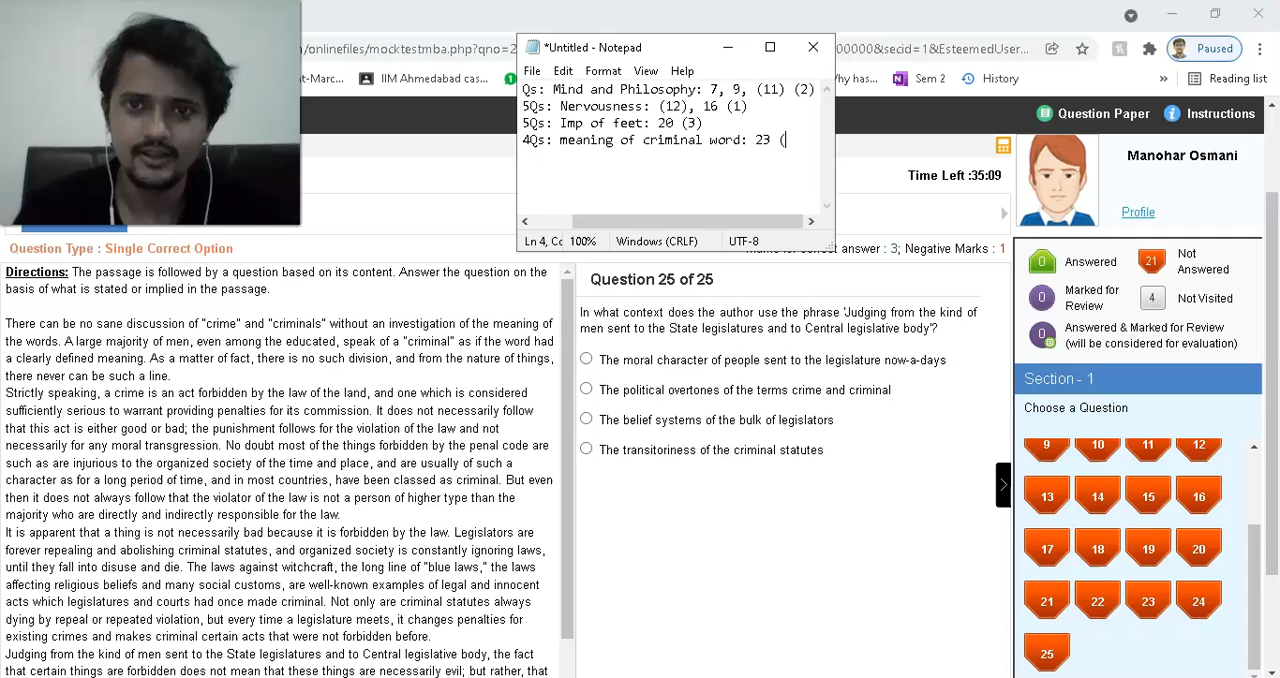 /onlinefiles/mocktestmba.php?qno=2
*Untitled - Notepad
00000&secid=1&EsteemedUser...
Paused
nt-Marc...
IIM Ahmedabad cas...
Why has...
Sem 2
History
»
Reading list
File Edit Format View Help
Qs: Mind and Philosophy: 7, 9, (11) (2)
5Qs: Nervousness: (12), 16 (1)
5Qs: Imp of feet: 20 (3)
4Qs: meaning of criminal word: 23 (
Ln 4, Co 100% Windows (CRLF) UTF-8
Question Paper
Instructions
Time Left :35:09
Manohar Osmani
Profile
Question Type : Single Correct Option
Marks for correct answer : 3; Negative Marks : 1
Directions: The passage is followed by a question based on its content. Answer the question on the
basis of what is stated or implied in the passage.
There can be no sane discussion of "crime" and "criminals" without an investigation of the meaning of
the words. A large majority of men, even among the educated, speak of a "criminal" as if the word had
a clearly defined meaning. As a matter of fact, there is no such division, and from the nature of things,
there never can be such a line.
Strictly speaking, a crime is an act forbidden by the law of the land, and one which is considered
sufficiently serious to warrant providing penalties for its commission. It does not necessarily follow
that this act is either good or bad; the punishment follows for the violation of the law and not
necessarily for any moral transgression. No doubt most of the things forbidden by the penal code are
such as are injurious to the organized society of the time and place, and are usually of such a
character as for a long period of time, and in most countries, have been classed as criminal. But even
then it does not always follow that the violator of the law is not a person of higher type than the
majority who are directly and indirectly responsible for the law.
It is apparent that a thing is not necessarily bad because it is forbidden by the law. Legislators are
forever repealing and abolishing criminal statutes, and organized society is constantly ignoring laws,
until they fall into disuse and die. The laws against witchcraft, the long line of "blue laws," the laws
affecting religious beliefs and many social customs, are well-known examples of legal and innocent
acts which legislatures and courts had once made criminal. Not only are criminal statutes always
dying by repeal or repeated violation, but every time a legislature meets, it changes penalties for
existing crimes and makes criminal certain acts that were not forbidden before.
Judging from the kind of men sent to the State legislatures and to Central legislative body, the fact
that certain things are forbidden does not mean that these things are necessarily evil; but rather, that
Question 25 of 25
In what context does the author use the phrase 'Judging from the kind of
men sent to the State legislatures and to Central legislative body'?
The moral character of people sent to the legislature now-a-days
The political overtones of the terms crime and criminal
The belief systems of the bulk of legislators
The transitoriness of the criminal statutes
0 Answered 21 Not
Answered
0 Marked for
Review 4 Not Visited
0 Answered & Marked for Review
(will be considered for evaluation)
Section - 1
Choose a Question
9 10 11 12
13 14 15 16
17 18 19 20
21 22 23 24
25